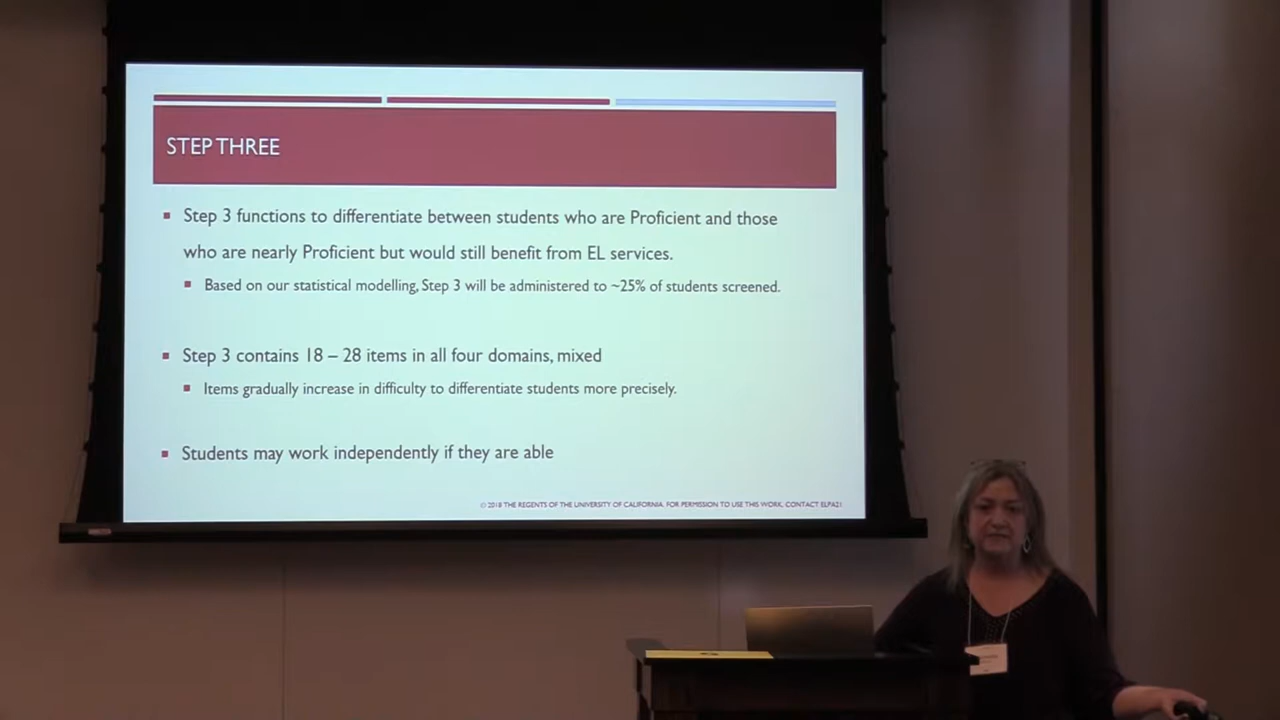 STEP THREE
Step 3 functions to differentiate between students who are Proficient and those
who are nearly Proficient but would still benefit from EL services.
Based on our statistical modelling, Step 3 will be administered to ~25% of students screened.
Step 3 contains 18 – 28 items in all four domains, mixed
Items gradually increase in difficulty to differentiate students more precisely.
Students may work independently if they are able
© 2018 THE REGENTS OF THE UNIVERSITY OF CALIFORNIA. FOR PERMISSION TO USE THIS WORK, CONTACT ELPA21